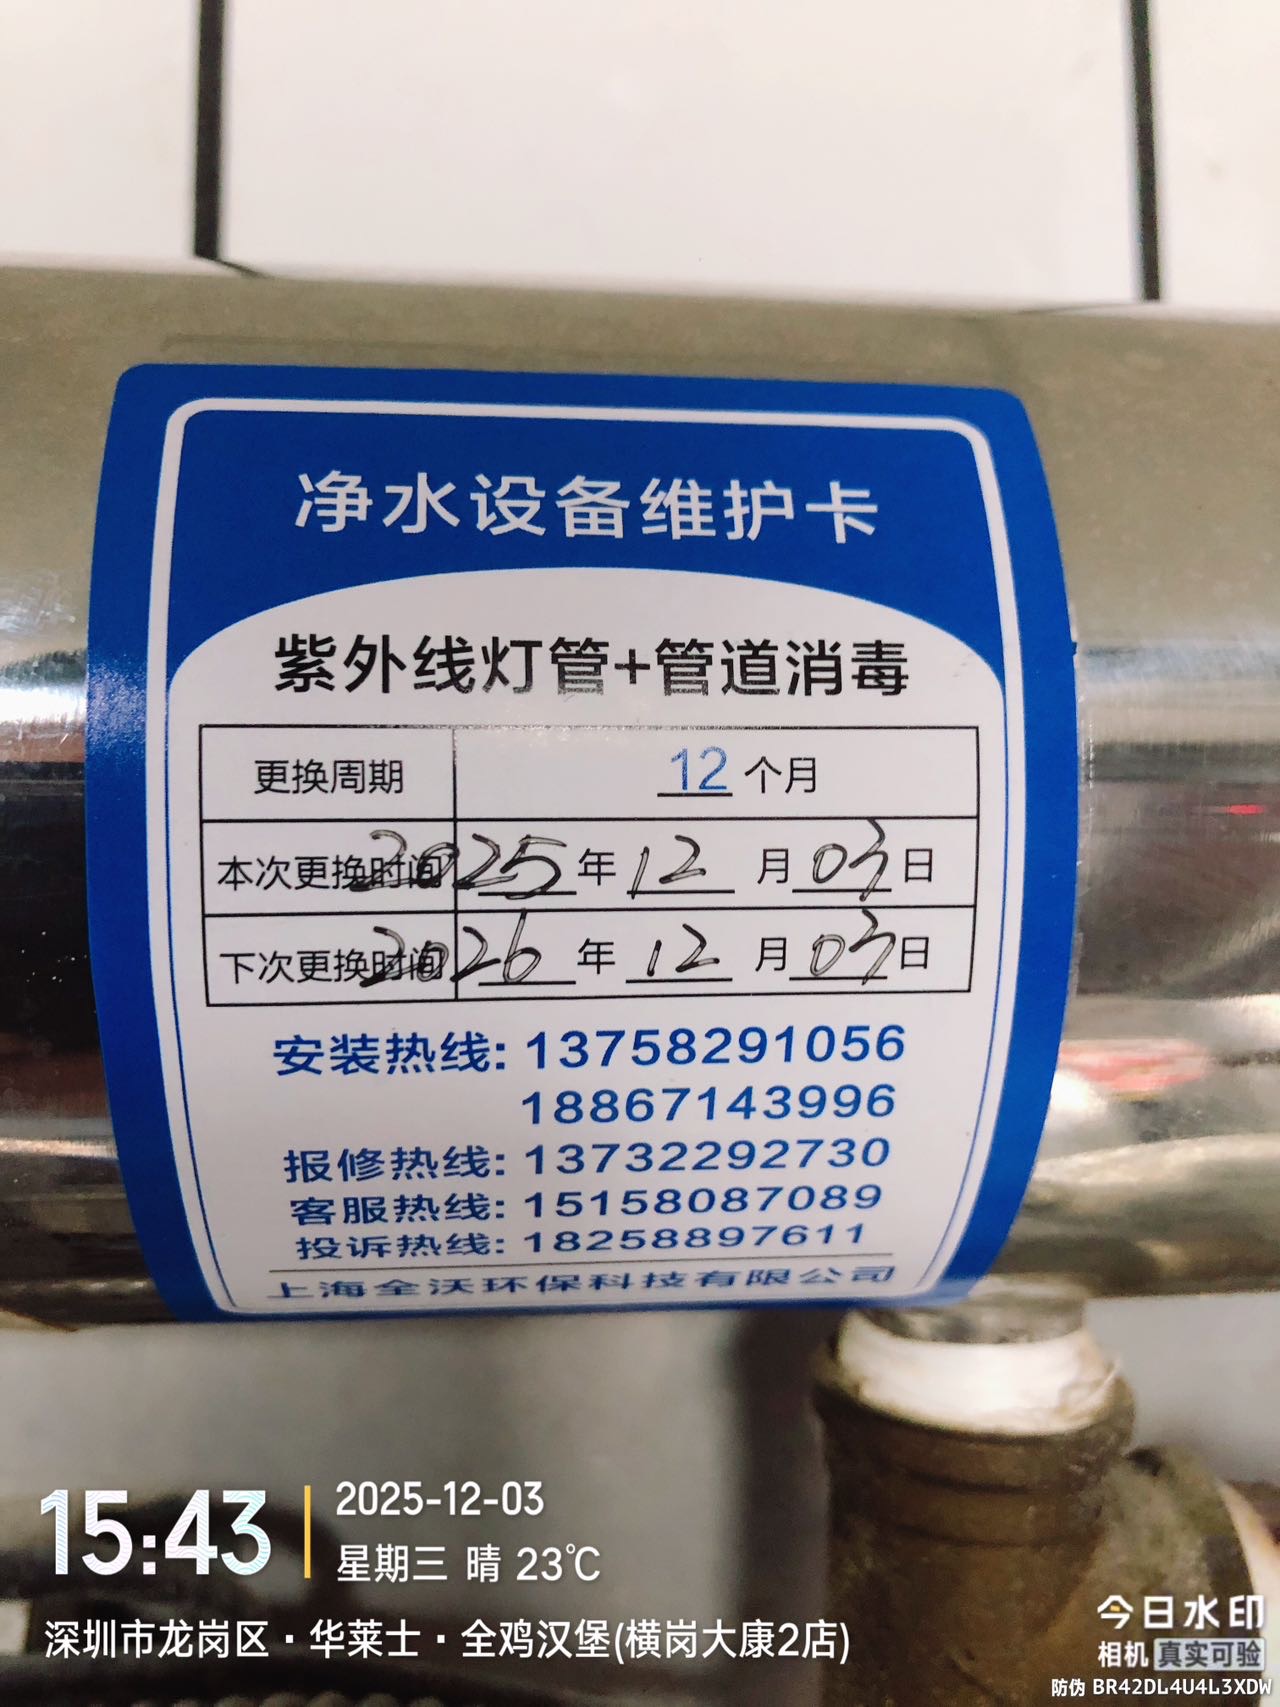 净水设备维护卡
紫外线灯管+管道消毒
更换周期 12 个月
本次更换时间 2025 年 12 月 03 日
下次更换时间 2026 年 12 月 03 日
安装热线: 13758291056
18867143996
报修热线: 13732292730
客服热线: 15158087089
投诉热线: 18258897611
上海全沃环保科技有限公司
15:43
2025-12-03
星期三 晴 23℃
深圳市龙岗区·华莱士·全鸡汉堡(横岗大康2店)
今日水印
相机 真实可验
防伪 BR42DL4U4L3XDW